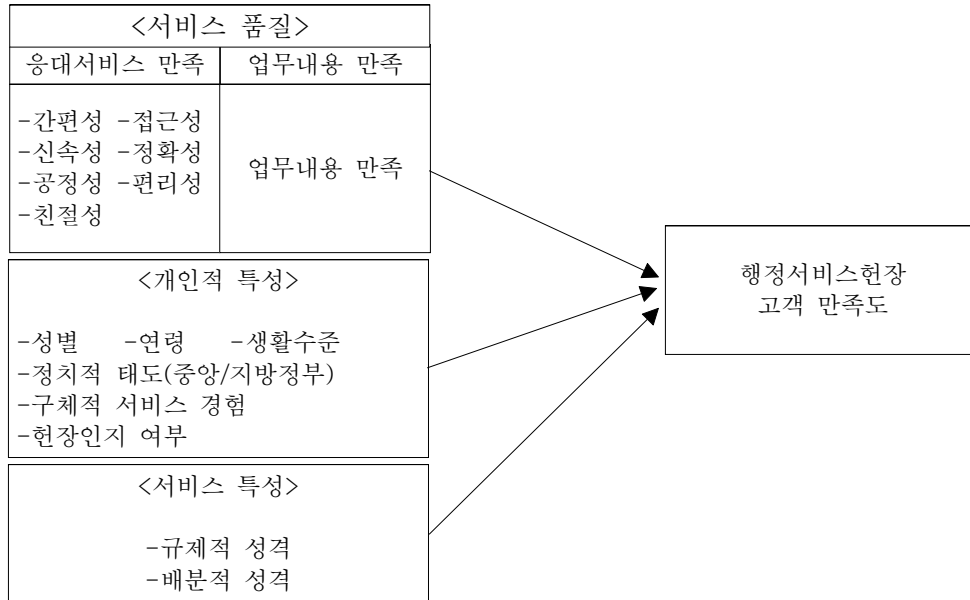 <서비스 품질>
응대서비스 만족 업무내용 만족
-간편성 -접근성
-신속성 -정확성
-공정성 -편리성
-친절성
업무내용 만족
<개인적 특성>
-성별 -연령 -생활수준
-정치적 태도(중앙/지방정부)
-구체적 서비스 경험
-헌장인지 여부
<서비스 특성>
-규제적 성격
-배분적 성격
행정서비스헌장
고객 만족도